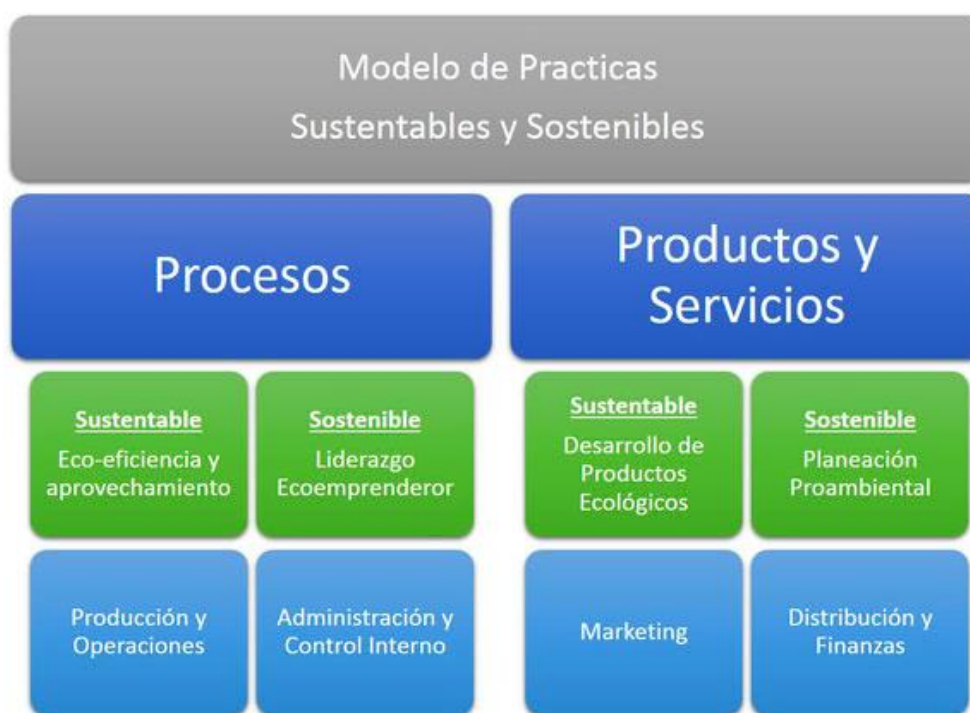 Modelo de Practicas
Sustentables y Sostenibles
Procesos
Productos y
Servicios
Sustentable
Eco-eficiencia y
aprovechamiento
Sostenible
Liderazgo
Ecoemprenderor
Sustentable
Desarrollo de
Productos
Ecológicos
Sostenible
Planeación
Proambiental
Producción y
Operaciones
Administración y
Control Interno
Marketing
Distribución y
Finanzas